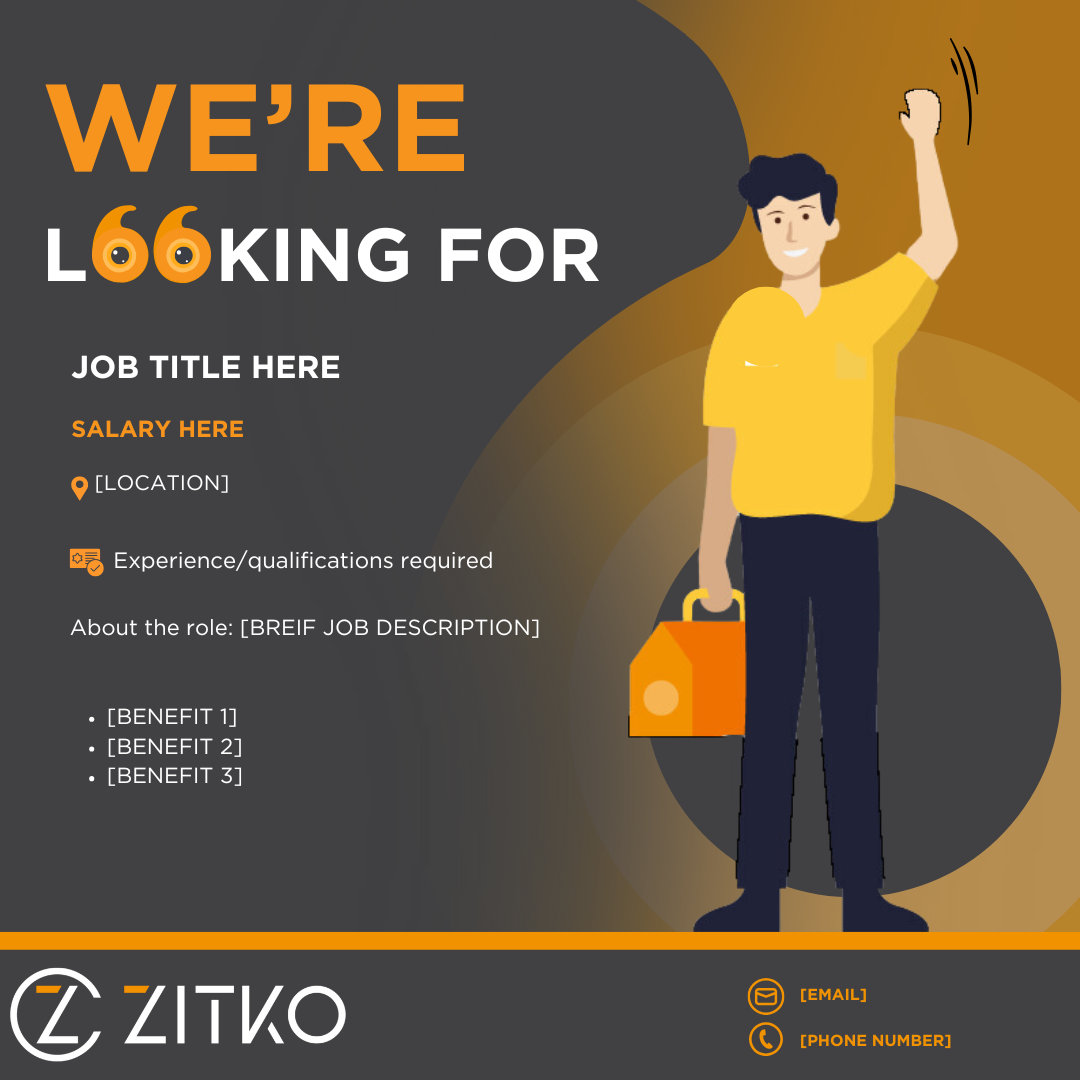 WE'RE
LOOKING FOR
JOB TITLE HERE
SALARY HERE
[LOCATION]
Experience/qualifications required
About the role: [BREIF JOB DESCRIPTION]
• [BENEFIT 1]
• [BENEFIT 2]
• [BENEFIT 3]
ZITKO
[EMAIL]
[PHONE NUMBER]